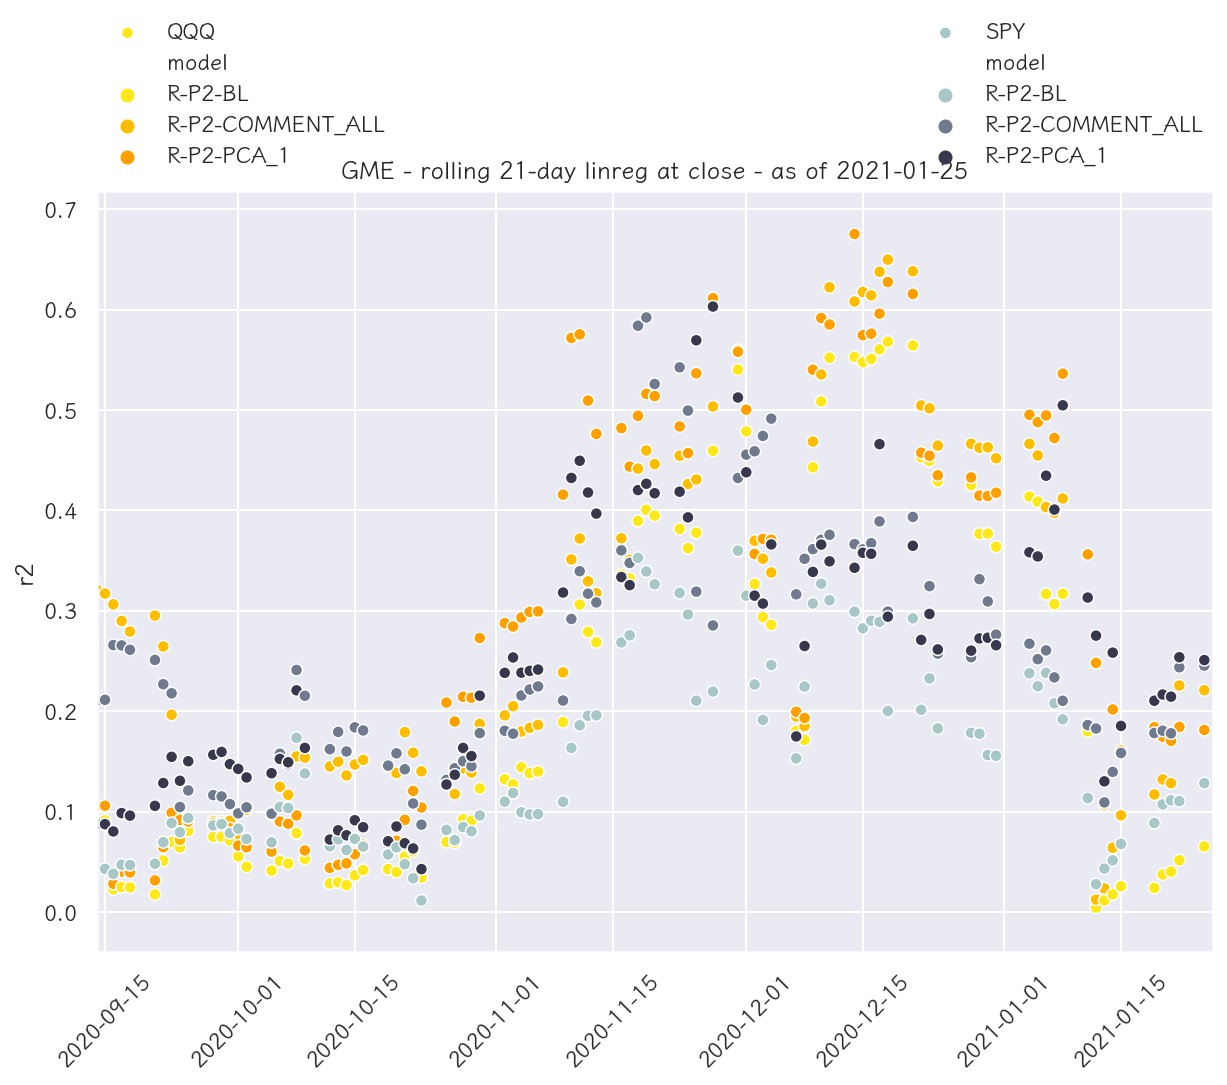 QQQ
model
R-P2-BL
R-P2-COMMENT_ALL
R-P2-PCA_1
SPY
model
R-P2-BL
R-P2-COMMENT_ALL
R-P2-PCA_1
GME - rolling 21-day linreg at close - as of 2021-01-25
0.7
0.6
0.5
0.4
0.3
0.2
0.1
0.0
r2
2020-09-15
2020-10-01
2020-10-15
2020-11-01
2020-11-15
2020-12-01
2020-12-15
2021-01-01
2021-01-15